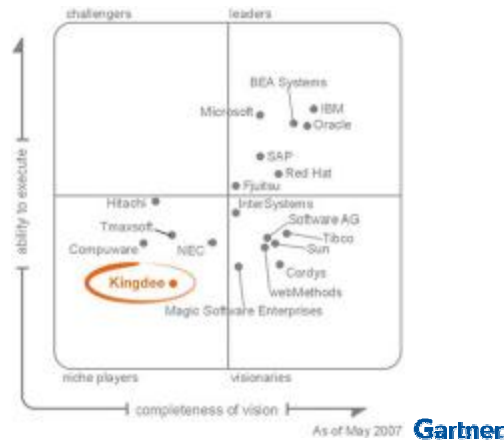 challengers
leaders
BEA Systems
Microsoft
IBM
Oracle
SAP
Red Hat
Fjuitsu
ability to execute
Hitachi
InterSystems
Software AG
Tmaxsoft
Tibco
Compuware
NEC
Sun
Cordys
Kingdee
webMethods
Magic Software Enterprises
niche players
visionaries
completeness of vision
As of May 2007
Gartner